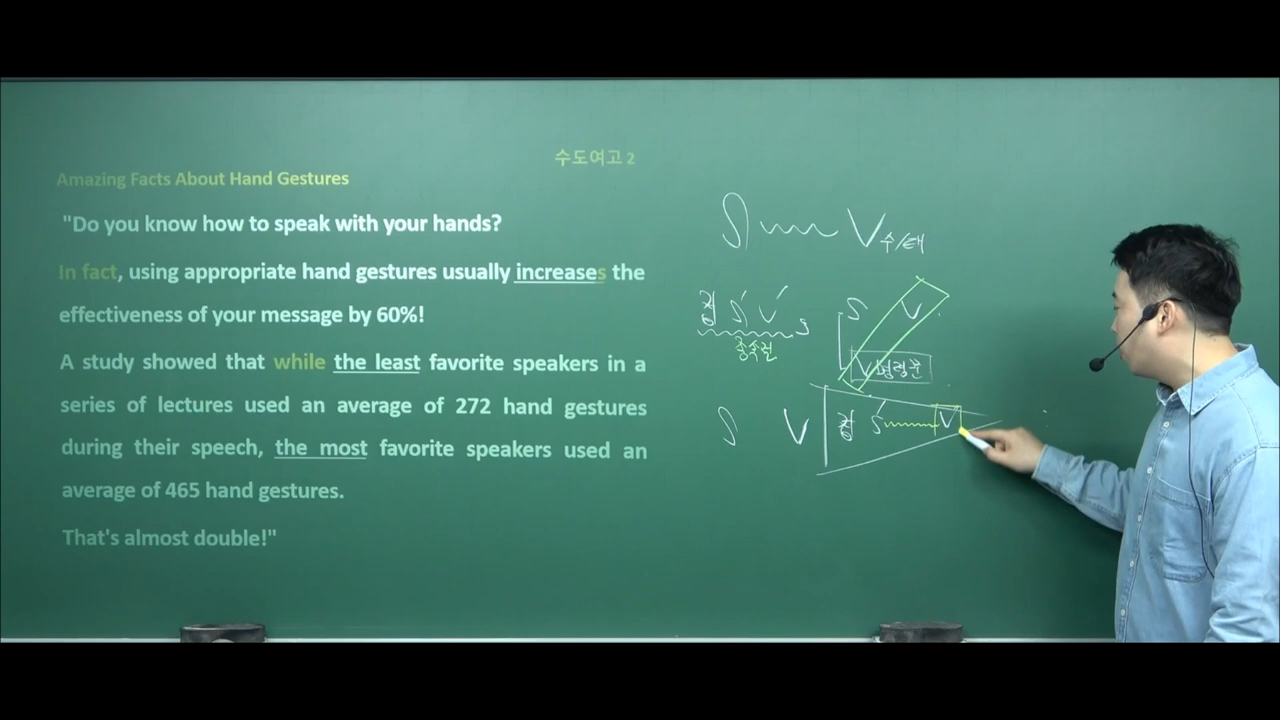 수도여고 2
Amazing Facts About Hand Gestures
"Do you know how to speak with your hands?
In fact, using appropriate hand gestures usually increases the
effectiveness of your message by 60%!
A study showed that while the least favorite speakers in a
series of lectures used an average of 272 hand gestures
during their speech, the most favorite speakers used an
average of 465 hand gestures.
That's almost double!"
S V 수/태
접 S' V'
S V
종속절
S V 접 S' V